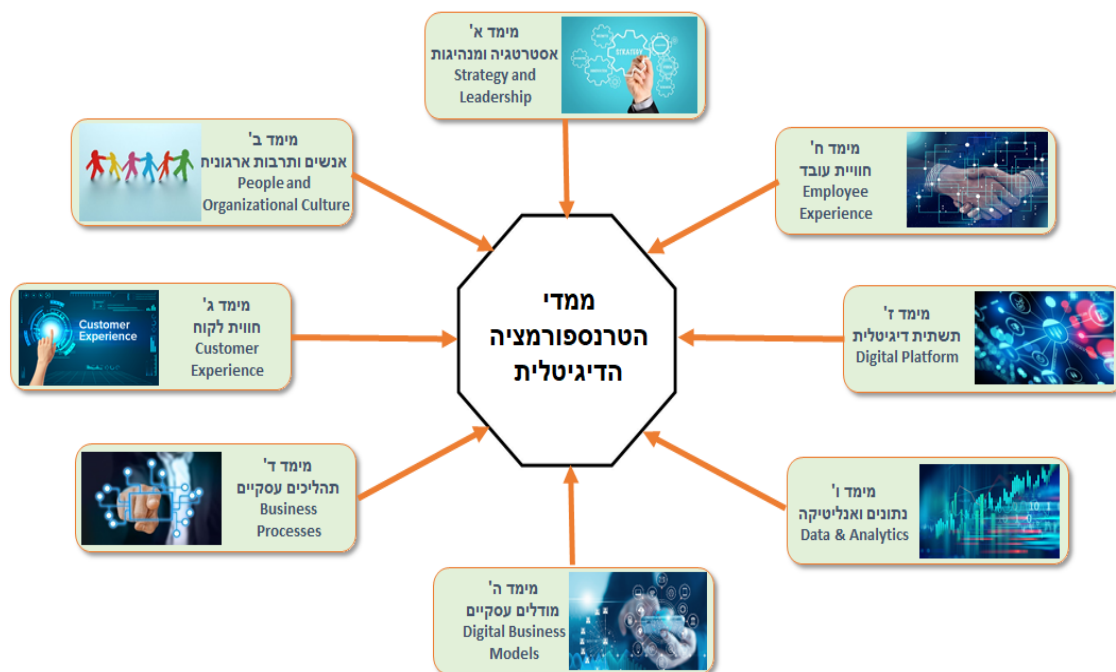 מימד א'
אסטרטגיה ומנהיגות
Strategy and
Leadership
STRATEGY
מימד ב'
אנשים ותרבות ארגונית
People and
Organizational Culture
מימד ח'
חוויית עובד
Employee
Experience
ממדי
הטרנספורמציה
הדיגיטלית
מימד ג'
חווית לקוח
Customer
Experience
Customer
Experience
מימד ז'
תשתית דיגיטלית
Digital Platform
מימד ד'
תהליכים עסקיים
Business
Processes
מימד ו'
נתונים ואנליטיקה
Data & Analytics
מימד ה'
מודלים עסקיים
Digital Business
Models